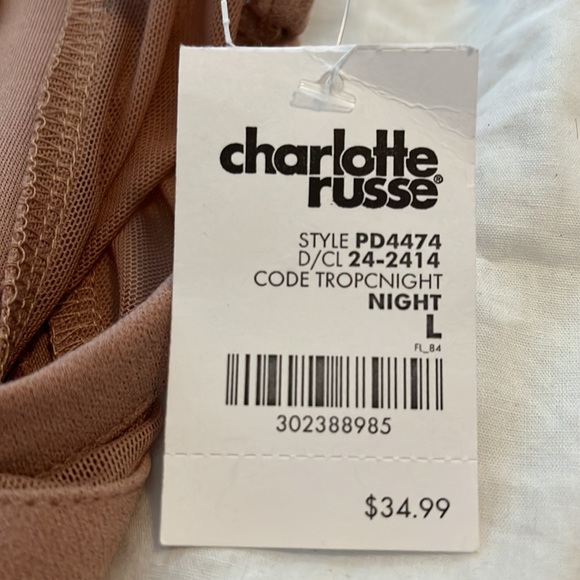 charlotte
russe®
STYLE PD4474
D/CL 24-2414
CODE TROPCNIGHT
NIGHT
L
FL_84
302388985
$34.99